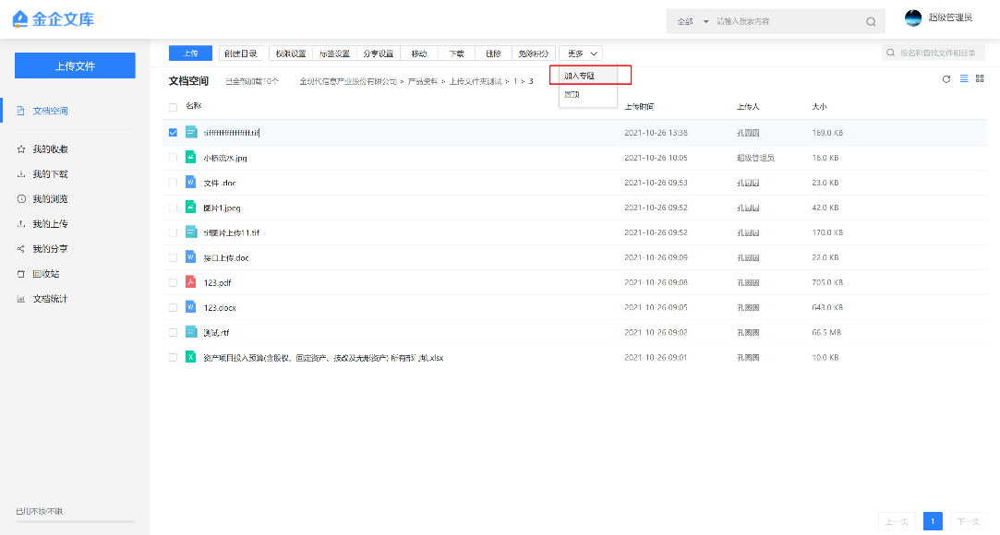 金企文库
全部 请输入搜索内容 超级管理员
上传文件
文档空间
我的收藏
我的下载
我的浏览
我的上传
我的分享
回收站
文档统计
已用不限/不限
上传 创建目录 权限设置 标签设置 分享设置 移动 下载 删除 免除积分 更多 按名称查找文件和目录
加入专题
置顶
文档空间 已全部加载10个 金现代信息产业股份有限公司 > 产品资料 > 上传文件夹测试 > 1 > 3
名称 上传时间 上传人 大小
2021-10-26 13:38 孔圆圆 169.0 KB
小桥流水.jpg 2021-10-26 10:05 超级管理员 16.0 KB
文件 .doc 2021-10-26 09:53 孔圆圆 23.0 KB
图片1.jpeg 2021-10-26 09:52 孔圆圆 42.0 KB
tif图片上传11.tif 2021-10-26 09:52 孔圆圆 170.0 KB
接口上传.doc 2021-10-26 09:09 孔圆圆 22.0 KB
123.pdf 2021-10-26 09:08 孔圆圆 705.0 KB
123.docx 2021-10-26 09:05 孔圆圆 643.0 KB
测试.rtf 2021-10-26 09:02 孔圆圆 66.5 MB
资产项目投入预算(含股权、固定资产、技改及无形资产) 所有部门填.xlsx 2021-10-26 09:01 孔圆圆 10.0 KB
上一页 1 下一页